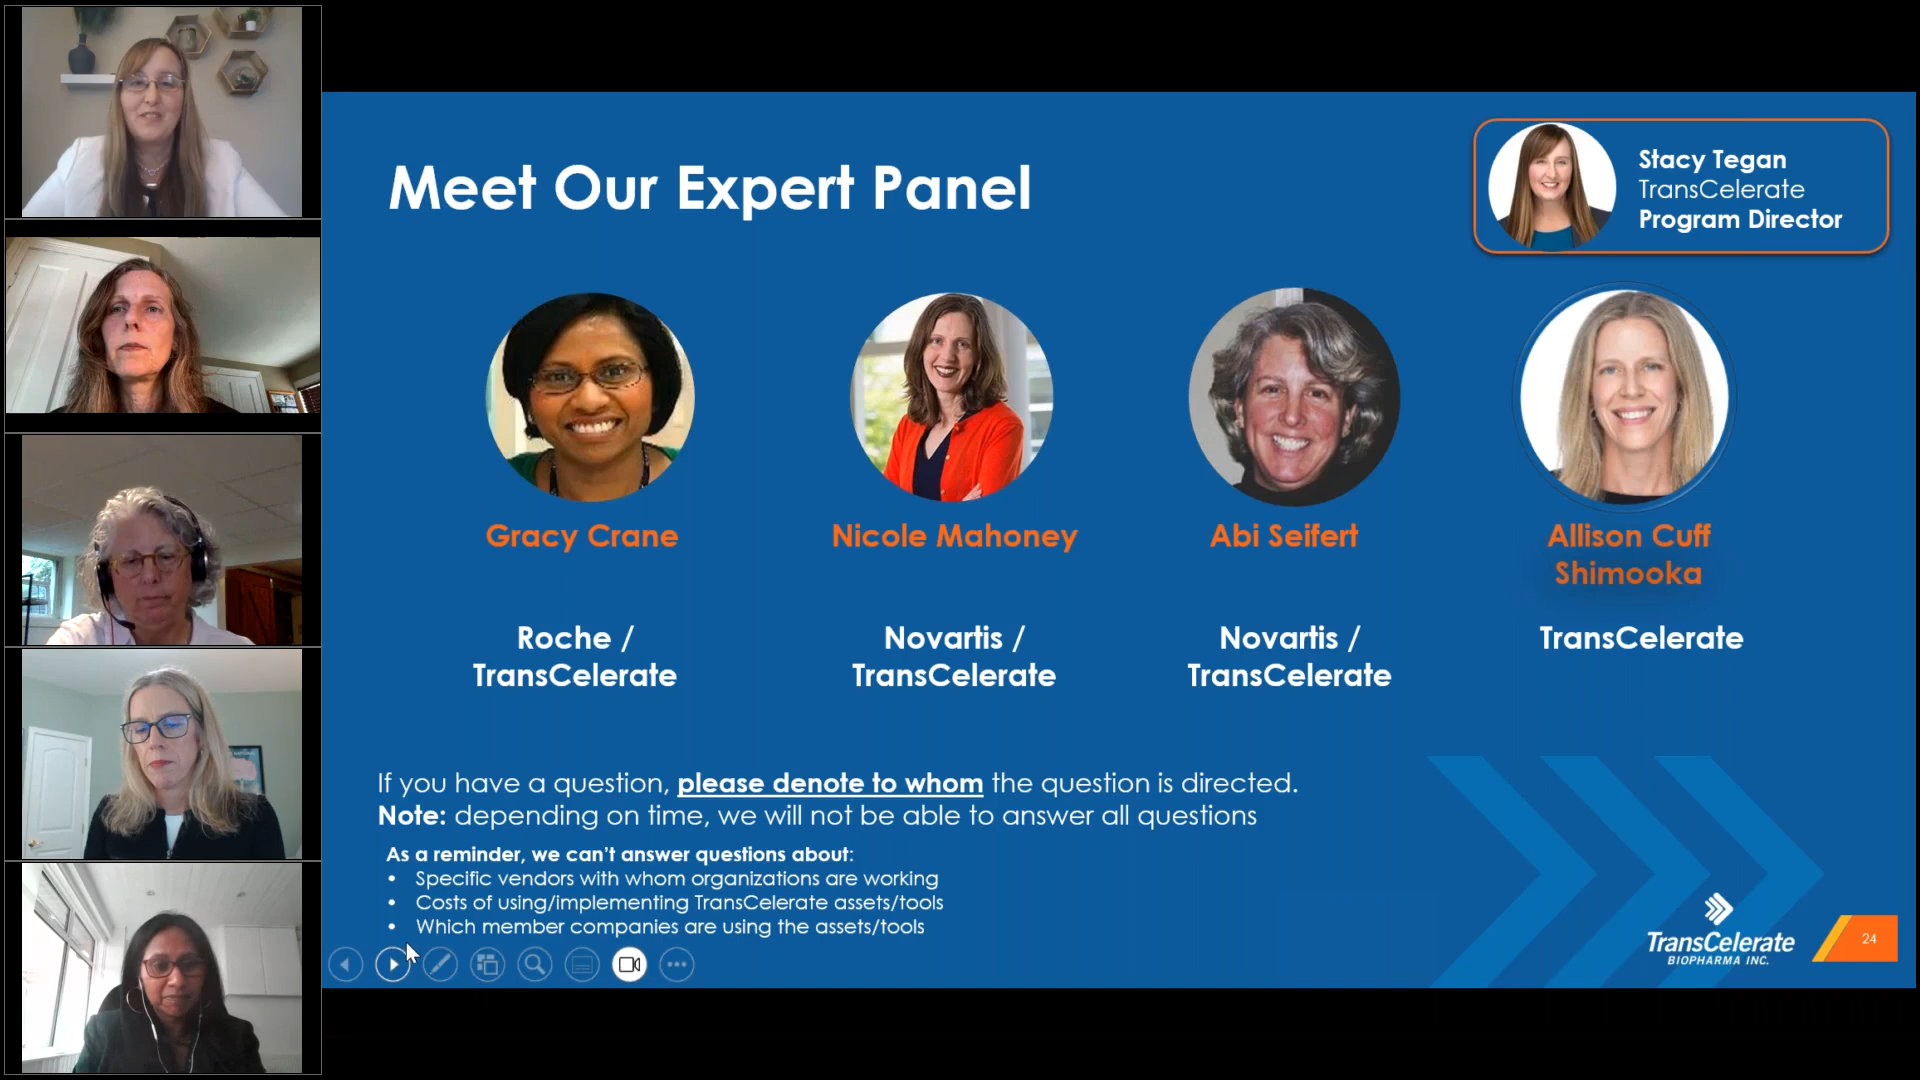 Meet Our Expert Panel
Stacy Tegan
TransCelerate
Program Director
Gracy Crane
Roche /
TransCelerate
Nicole Mahoney
Novartis /
TransCelerate
Abi Seifert
Novartis /
TransCelerate
Allison Cuff
Shimooka
TransCelerate
If you have a question, please denote to whom the question is directed.
Note: depending on time, we will not be able to answer all questions
As a reminder, we can't answer questions about:
• Specific vendors with whom organizations are working
• Costs of using/implementing TransCelerate assets/tools
• Which member companies are using the assets/tools
TransCelerate
BIOPHARMA INC.
24